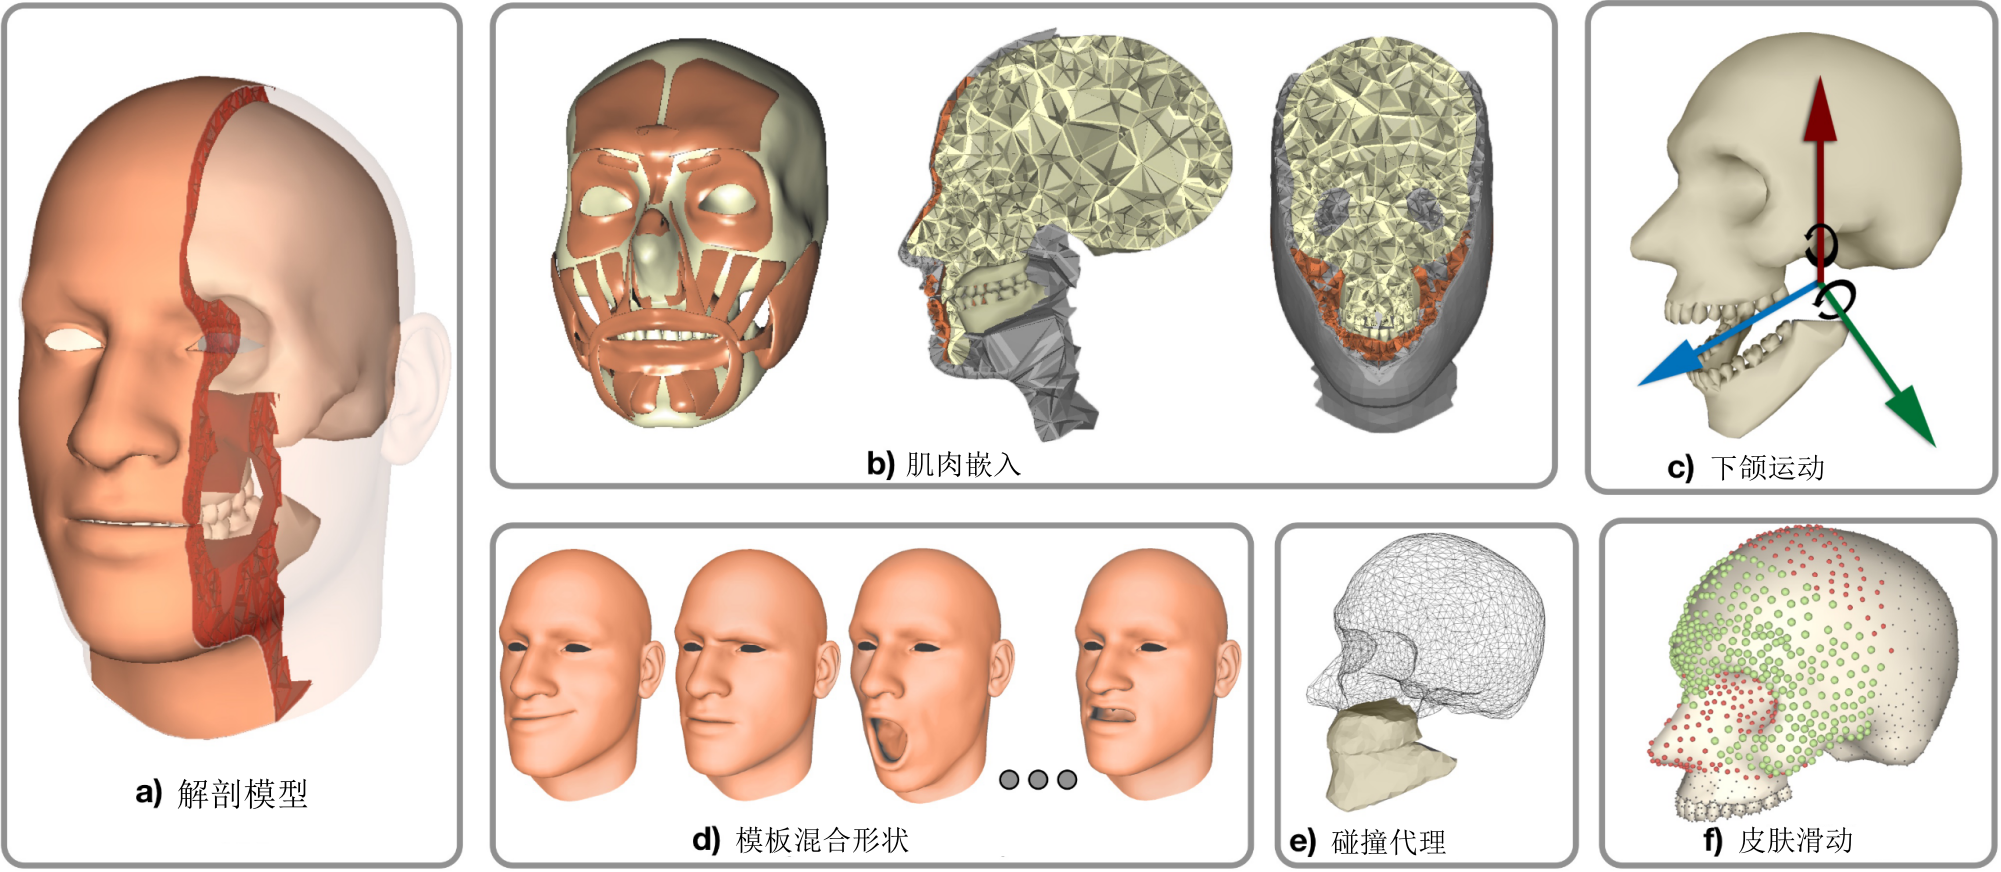 a) 解剖模型
b) 肌肉嵌入
c) 下颌运动
d) 模板混合形状
e) 碰撞代理
f) 皮肤滑动